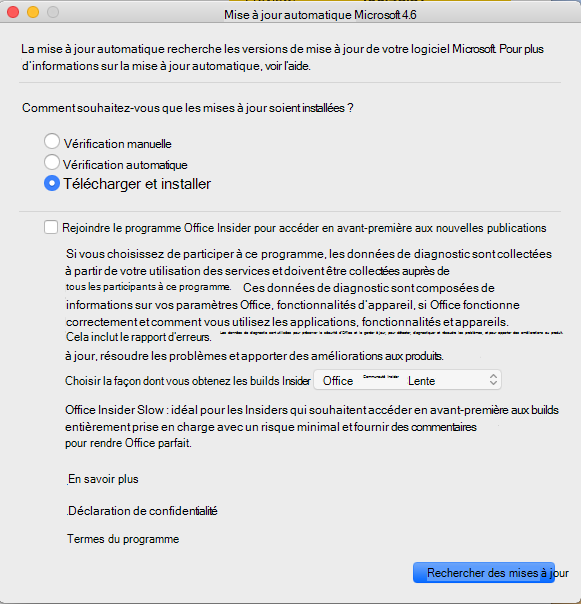 Mise à jour automatique Microsoft 4.6
La mise à jour automatique recherche les versions de mise à jour de votre logiciel Microsoft. Pour plus
d'informations sur la mise à jour automatique, voir l'aide.
Comment souhaitez-vous que les mises à jour soient installées ?
Vérification manuelle
Vérification automatique
Télécharger et installer
Rejoindre le programme Office Insider pour accéder en avant-première aux nouvelles publications
Si vous choisissez de participer à ce programme, les données de diagnostic sont collectées
à partir de votre utilisation des services et doivent être collectées auprès de
tous les participants à ce programme. Ces données de diagnostic sont composées de
informations sur vos paramètres Office, fonctionnalités d'appareil, si Office fonctionne
correctement et comment vous utilisez les applications, fonctionnalités et appareils.
Cela inclut le rapport d'erreurs.
à jour, résoudre les problèmes et apporter des améliorations aux produits.
Choisir la façon dont vous obtenez les builds Insider Office Communauté Insider Lente
Office Insider Slow : idéal pour les Insiders qui souhaitent accéder en avant-première aux builds
entièrement prise en charge avec un risque minimal et fournir des commentaires
pour rendre Office parfait.
En savoir plus
Déclaration de confidentialité
Termes du programme
Rechercher des mises à jour